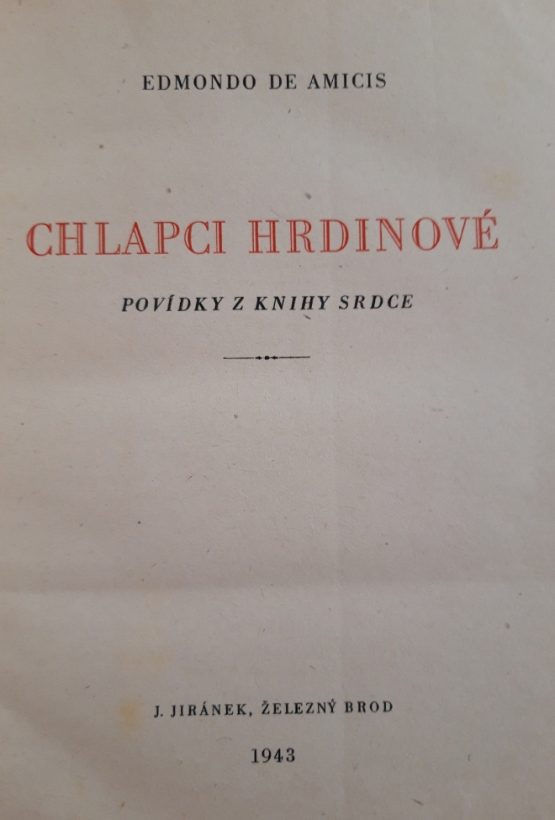 EDMONDO DE AMICIS
CHLAPCI HRDINOVÉ
POVÍDKY Z KNIHY SRDCE
J. JIRÁNEK, ŽELEZNÝ BROD
1943